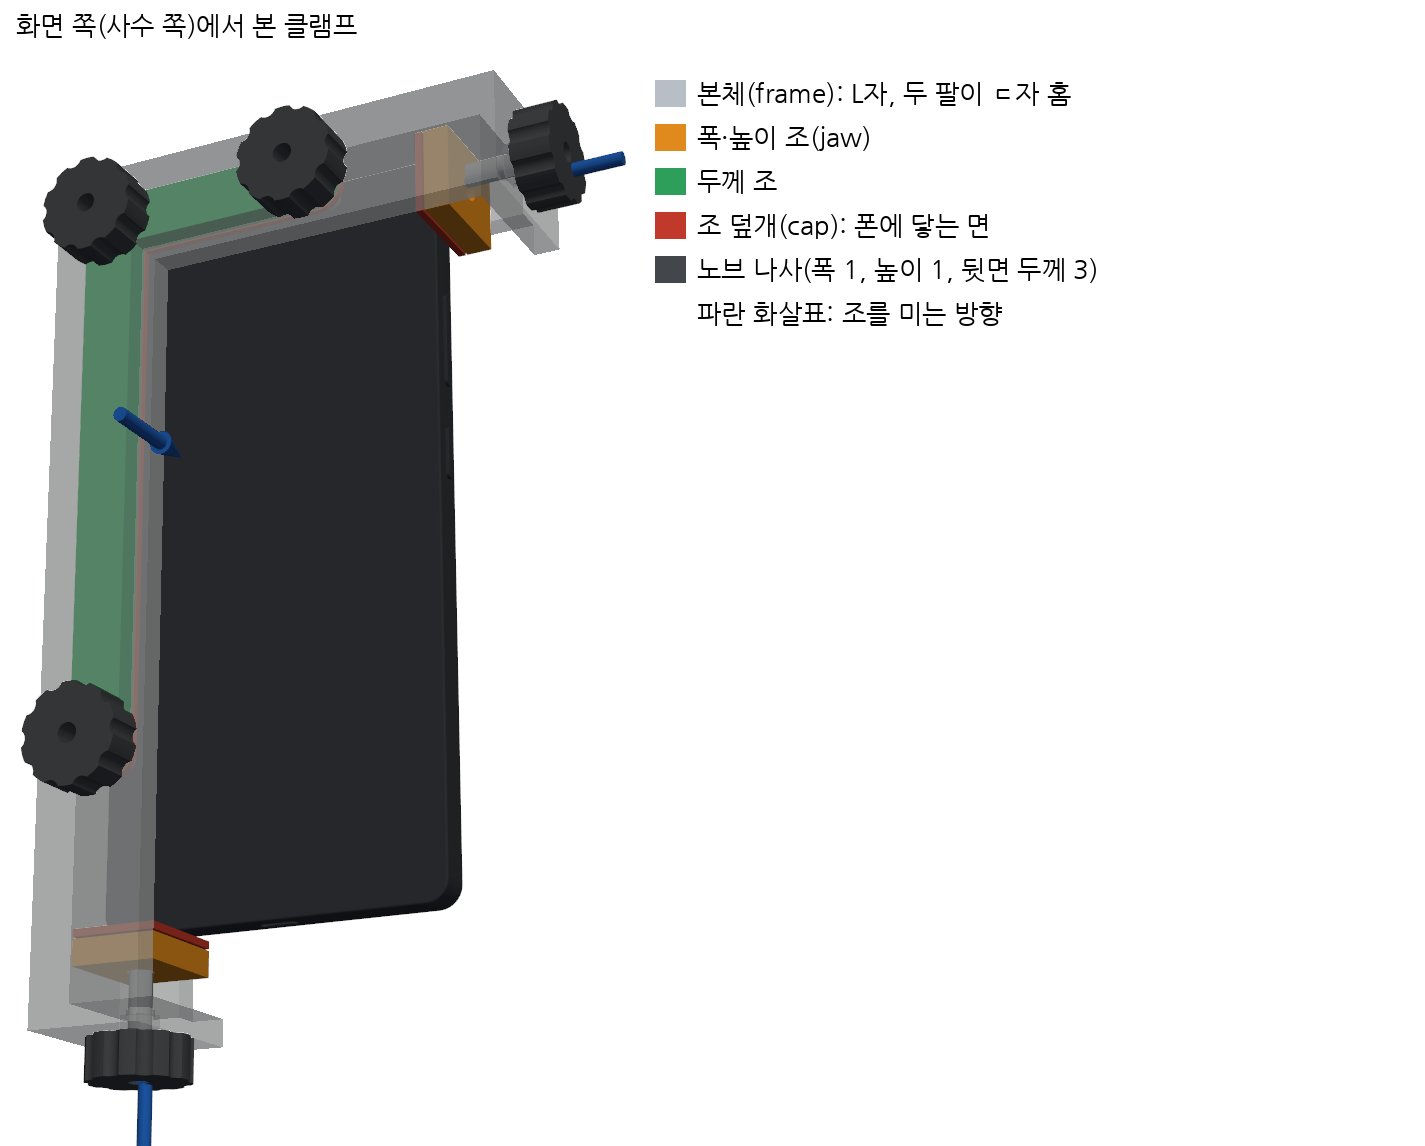 화면 쪽(사수 쪽)에서 본 클램프
본체(frame): L자, 두 팔이 ㄷ자 홈
폭·높이 조(jaw)
두께 조
조 덮개(cap): 폰에 닿는 면
노브 나사(폭 1, 높이 1, 뒷면 두께 3)
파란 화살표: 조를 미는 방향